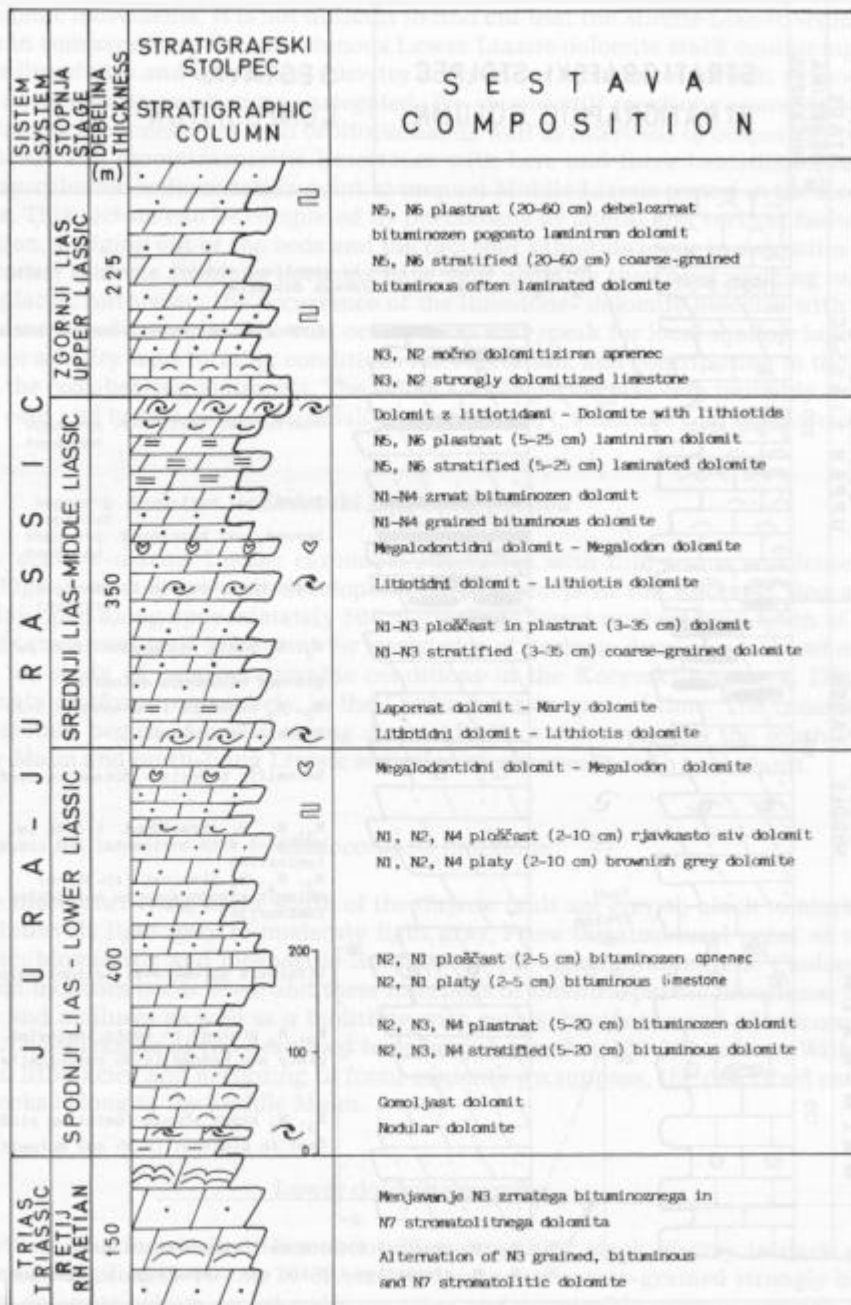 SISTEM
SYSTEM
STOPNJA
STAGE
DEBELINA
THICKNESS
(m)
STRATIGRAFSKI
STOLPEC
STRATIGRAPHIC
COLUMN
SESTAVA
COMPOSITION
JURA – JURASSIC
ZGORNJI LIAS
UPPER LIASSIC
225
N5, N6 plastnat (20-60 cm) debelozrnat
bituminozen pogosto laminiran dolomit
N5, N6 stratified (20-60 cm) coarse-grained
bituminous often laminated dolomite
N3, N2 močno dolomitiziran apnenec
N3, N2 strongly dolomitized limestone
SREDNJI LIAS-MIDDLE LIASSIC
350
Dolomit z litiotidami - Dolomite with lithiotids
N5, N6 plastnat (5-25 cm) laminiran dolomit
N5, N6 stratified (5-25 cm) laminated dolomite
N1-N4 zrnat bituminozen dolomit
N1-N4 grained bituminous dolomite
Megalodontidni dolomit - Megalodon dolomite
Litiotidni dolomit - Lithiotis dolomite
N1-N3 ploščast in plastnat (3-35 cm) dolomit
N1-N3 stratified (3-35 cm) coarse-grained dolomite
Lapornat dolomit - Marly dolomite
Litiotidni dolomit - Lithiotis dolomite
SPODNJI LIAS-LOWER LIASSIC
400
Megalodontidni dolomit - Megalodon dolomite
N1, N2, N4 ploščast (2-10 cm) rjavkasto siv dolomit
N1, N2, N4 platy (2-10 cm) brownish grey dolomite
200
N2, N1 ploščast (2-5 cm) bituminozen apnenec
N2, N1 platy (2-5 cm) bituminous limestone
N2, N3, N4 plastnat (5-20 cm) bituminozen dolomit
100
N2, N3, N4 stratified(5-20 cm) bituminous dolomite
Gomoljast dolomit
Nodular dolomite
0
TRIAS
TRIASSIC
RETIJ
RHAETIAN
150
Menjavanje N3 zrnatega bituminoznega in
N7 stromatolitnega dolomita
Alternation of N3 grained, bituminous
and N7 stromatolitic dolomite